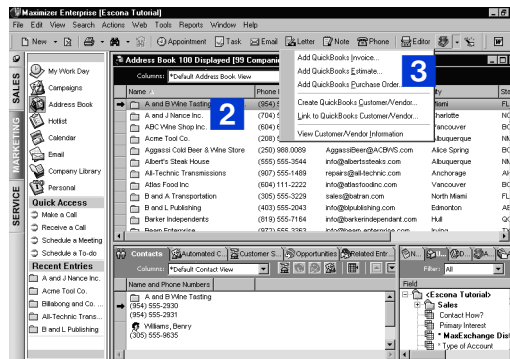 Maximizer Enterprise [Escona Tutorial]
File Edit View Search Actions Web Tools Reports Window Help
New Appointment Task Email Letter Note Phone Editor
Address Book 100 Displayed [99 Compani
Columns: *Default Address Book View
Add QuickBooks Invoice...
Add QuickBooks Estimate...
Add QuickBooks Purchase Order...
Create QuickBooks Customer/Vendor...
Link to QuickBooks Customer/Vendor...
View Customer/Vendor Information
2
3
SALES
MARKETING
SERVICE
My Work Day
Campaigns
Address Book
Hotlist
Calendar
Email
Company Library
Personal
Quick Access
Make a Call
Receive a Call
Schedule a Meeting
Schedule a To-do
Recent Entries
A and J Nance Inc.
Acme Tool Co.
Billabong and Co. ...
All-Technic Trans...
B and L Publishing
Name Phone
A and B Wine Tasting (954) 5 Miami FL
A and J Nance Inc. (704) 5 Charlotte NC
ABC Wine Shop Inc. (604) BC
Acme Tool Co. (208) NM
Aggassi Cold Beer & Wine Store (250) 988.0089 AggassiBeer@ACBWS.com Alice Spring BC
Albert's Steak House (555) 555-3544 info@albertssteaks.com Albuquerque NM
All-Technic Transmissions (907) 555-1489 repairs@all-technic.com Anchorage
Atlas Food Inc (604) 111-2222 info@atlasfoodinc.com Vancouver BC
B and A Transportation (305) 555-3229 sales@batran.com North Miami FL
B and L Publishing (403) 555-2043 info@blpublishing.com Edmonton AB
Barker Independents (819) 555-7164 info@barkerindependant.com Hull
Contacts Automated C... Customer S... Opportunities Related Entr...
Columns: *Default Contact View
Name and Phone Numbers
A and B Wine Tasting
(954) 555-2930
(954) 555-2931
Williams, Benry
(305) 555-9635
Filter: All
Field
<Escona Tutorial>
Sales
Contact How?
Primary Interest
* MaxExchange Dis
* Type of Account